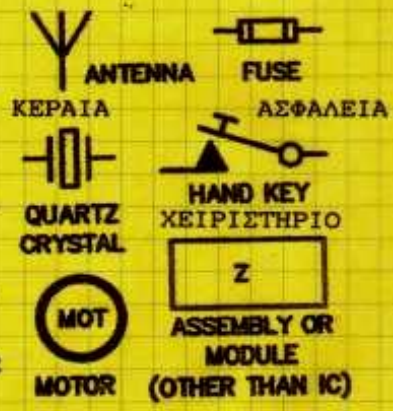 ANTENNA FUSE
ΚΕΡΑΙΑ ΑΣΦΑΛΕΙΑ
HAND KEY
QUARTZ ΧΕΙΡΙΣΤΗΡΙΟ
CRYSTAL
Z
MOT
ASSEMBLY OR
MODULE
MOTOR (OTHER THAN IC)